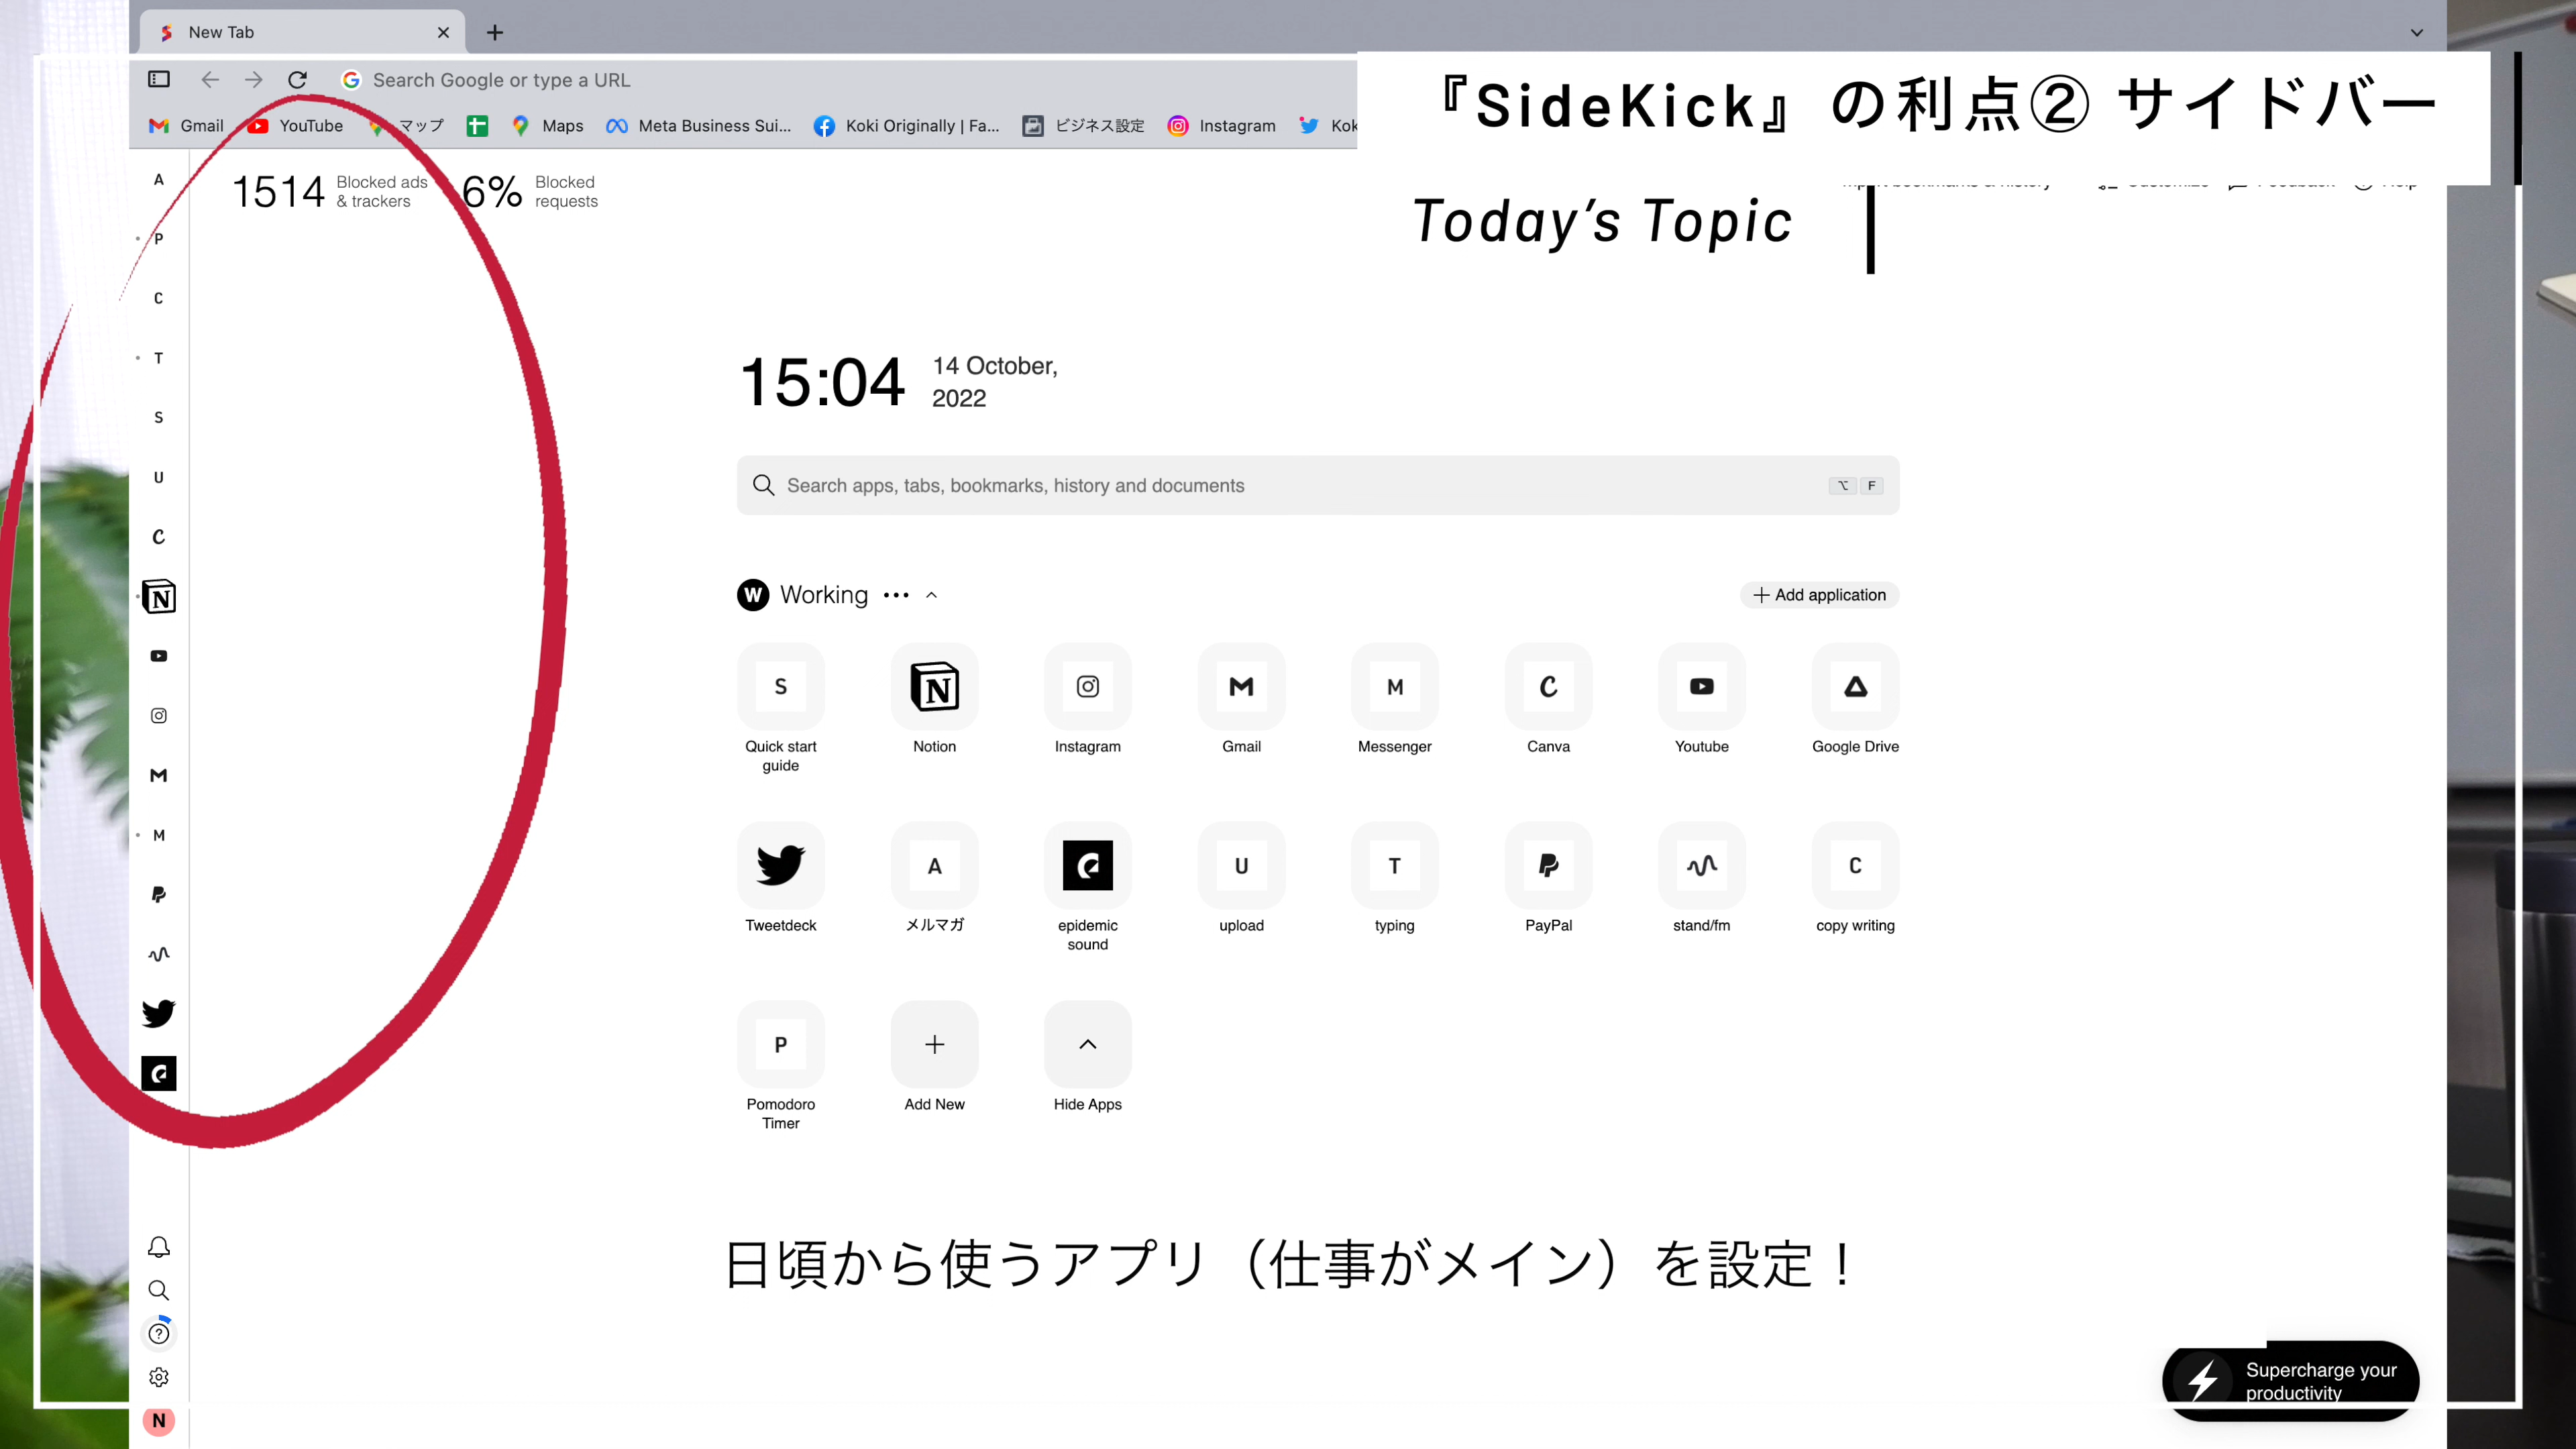 New Tab
Search Google or type a URL
『SideKick』の利点② サイドバー
Gmail YouTube マップ Maps Meta Business Sui... Koki Originally | Fa... ビジネス設定 Instagram Kok
Today's Topic
1514 Blocked ads & trackers 6% Blocked requests
A
P
C
T
S
U
C
N
M
M
15:04 14 October,
2022
Search apps, tabs, bookmarks, history and documents ⌥ F
W Working ••• + Add application
S N M M C
Quick start guide Notion Instagram Gmail Messenger Canva Youtube Google Drive
A U T C
Tweetdeck メルマガ epidemic sound upload typing PayPal stand/fm copy writing
P
Pomodoro Timer Add New Hide Apps
日頃から使うアプリ（仕事がメイン）を設定！
Supercharge your
productivity
N